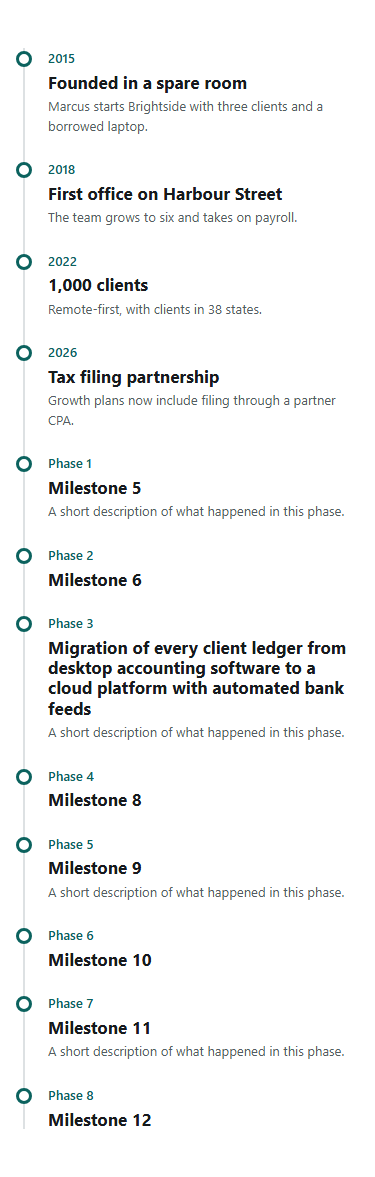 2015
Founded in a spare room
Marcus starts Brightside with three clients and a
borrowed laptop.
2018
First office on Harbour Street
The team grows to six and takes on payroll.
2022
1,000 clients
Remote-first, with clients in 38 states.
2026
Tax filing partnership
Growth plans now include filing through a partner
CPA.
Phase 1
Milestone 5
A short description of what happened in this phase.
Phase 2
Milestone 6
Phase 3
Migration of every client ledger from
desktop accounting software to a
cloud platform with automated bank
feeds
A short description of what happened in this phase.
Phase 4
Milestone 8
Phase 5
Milestone 9
A short description of what happened in this phase.
Phase 6
Milestone 10
Phase 7
Milestone 11
A short description of what happened in this phase.
Phase 8
Milestone 12